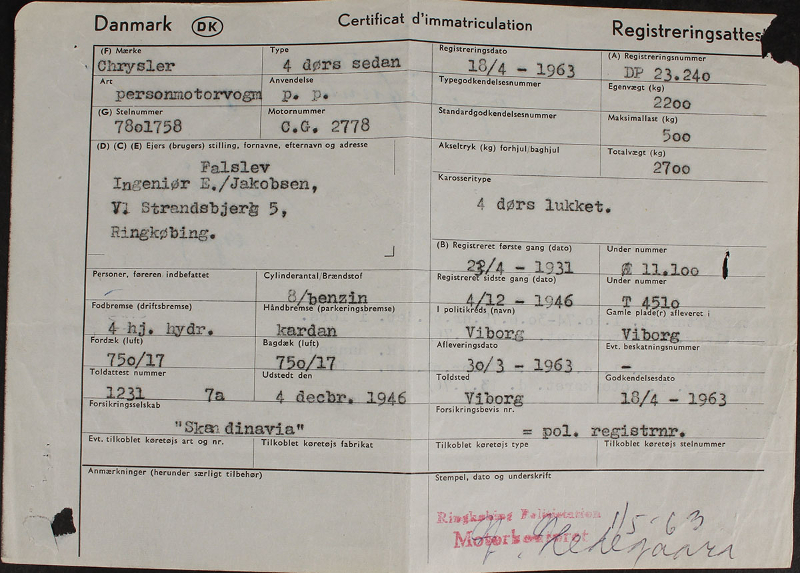 Danmark DK Certificat d'immatriculation Registreringsattest
(F) Mærke Type Registreringsdato (A) Registreringsnummer
Chrysler 4 dørs sedan 18/4 - 1963 DP 23.240
Art Anvendelse Typegodkendelsesnummer Egenvægt (kg)
personmotorvogn p. p. 2200
(G) Stelnummer Motornummer Standardgodkendelsesnummer Maksimallast (kg)
7801758 C.G. 2778 500
(D) (C) (E) Ejers (brugers) stilling, fornavne, efternavn og adresse Akseltryk (kg) forhjul/baghjul Totalvægt (kg)
2700
Falslev Karosseritype
Ingeniør E./Jakobsen,
4 dørs lukket.
Vl Strandsbjerg 5,
Ringkøbing.
(B) Registreret første gang (dato) Under nummer
/4 - 1931 11.100
Personer, føreren indbefattet Cylinderantal/Brændstof Registreret sidste gang (dato) Under nummer
8/benzin 4/12 - 1946 T 4510
Fodbremse (driftsbremse) Håndbremse (parkeringsbremse) I politikreds (navn) Gamle plade(r) afleveret i
4 hj. hydr. kardan Viborg Viborg
Fordæk (luft) Bagdæk (luft) Afleveringsdato Evt. beskatningsnummer
750/17 750/17 30/3 - 1963 -
Toldattest nummer Udstedt den Toldsted Godkendelsesdato
1231 7a 4 decbr. 1946 Viborg 18/4 - 1963
Forsikringsselskab Forsikringsbevis nr.
"Skandinavia" = pol. registrnr.
Evt. tilkoblet køretøjs art og nr. Tilkoblet køretøjs fabrikat Tilkoblet køretøjs type Tilkoblet køretøjs stelnummer
Anmærkninger (herunder særligt tilbehør) Stempel, dato og underskrift
Ringkøbing Politistation 1/5-63
Motorkontoret